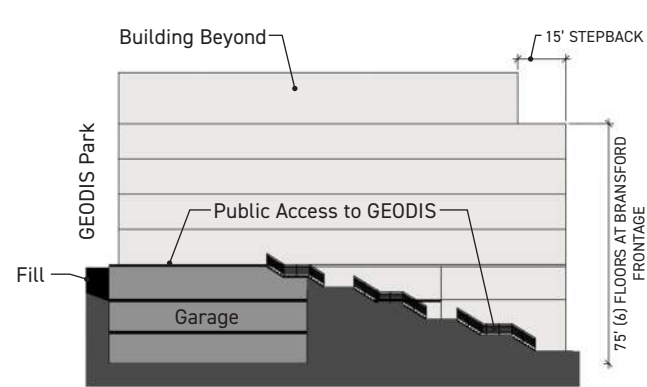 Building Beyond
15' STEPBACK
GEODIS Park
Public Access to GEODIS
75' (6) FLOORS AT BRANSFORD
FRONTAGE
Fill
Garage